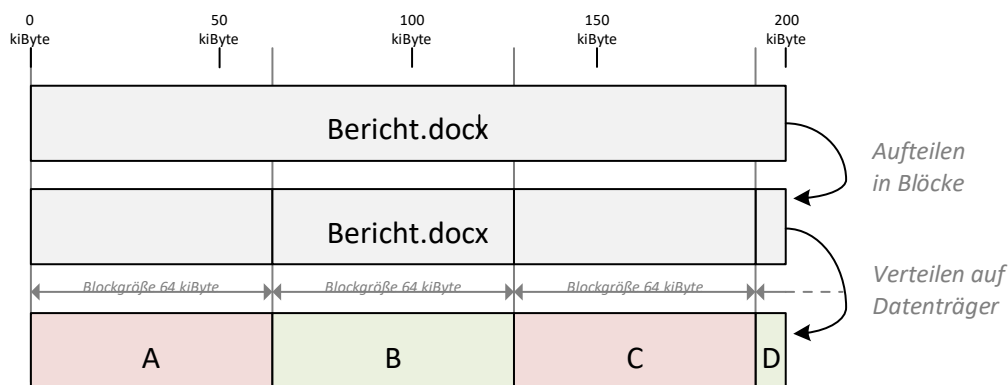 0
kiByte
50
kiByte
100
kiByte
150
kiByte
200
kiByte
Bericht.docx
Aufteilen
in Blöcke
Bericht.docx
Blockgröße 64 kiByte
Blockgröße 64 kiByte
Blockgröße 64 kiByte
Verteilen auf
Datenträger
A
B
C
D